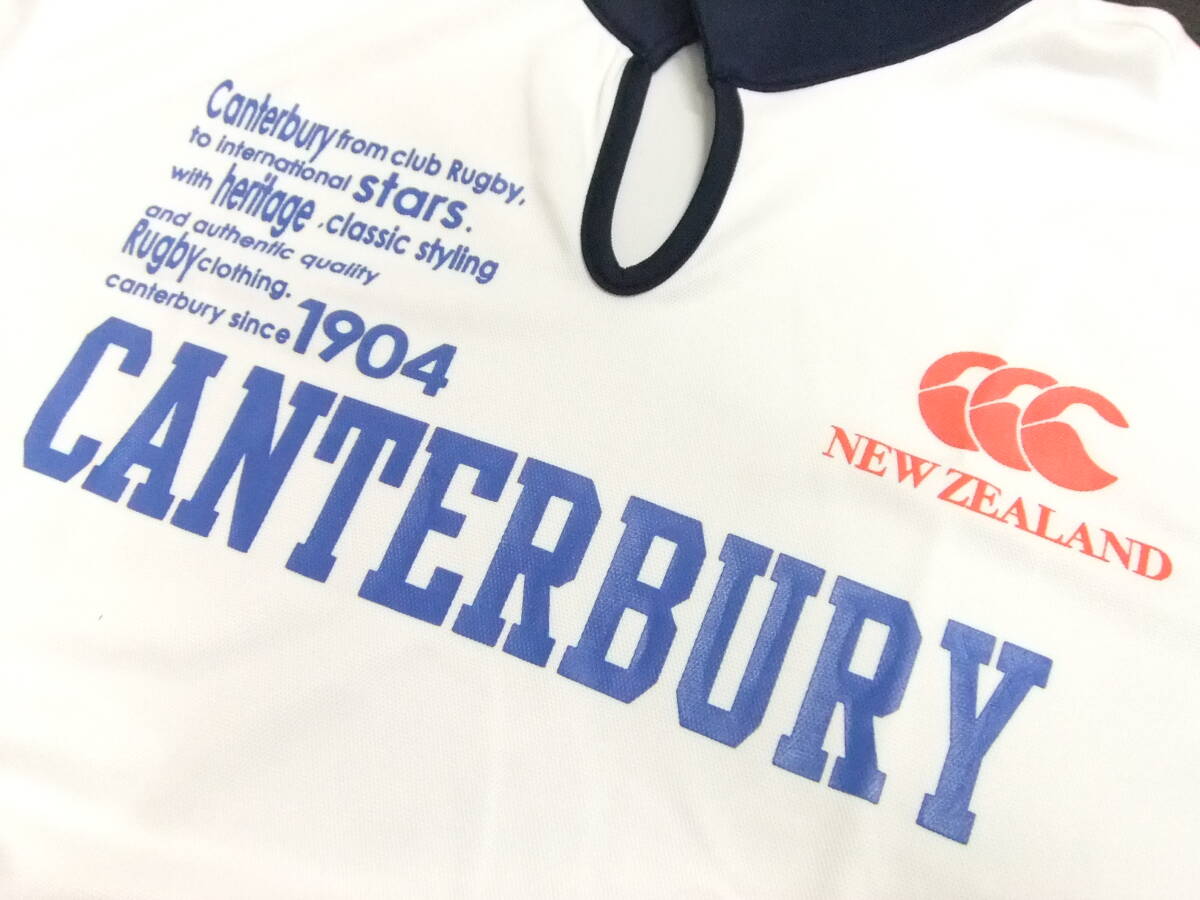 Canterbury from club Rugby,
to international stars.
with heritage ,classic styling
and authentic quality
Rugby clothing.
canterbury since 1904
CANTERBURY
NEW ZEALAND